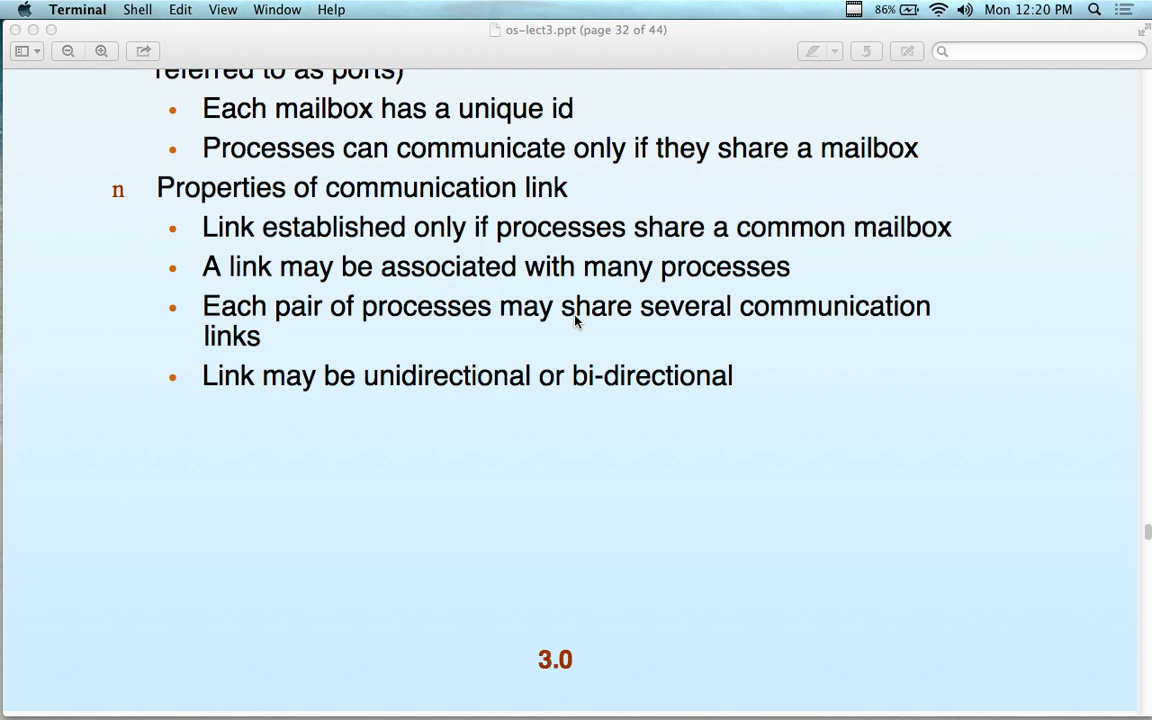 Terminal Shell Edit View Window Help 86% Mon 12:20 PM
os-lect3.ppt (page 32 of 44)
referred to as ports)
• Each mailbox has a unique id
• Processes can communicate only if they share a mailbox
n Properties of communication link
• Link established only if processes share a common mailbox
• A link may be associated with many processes
• Each pair of processes may share several communication
links
• Link may be unidirectional or bi-directional
3.0